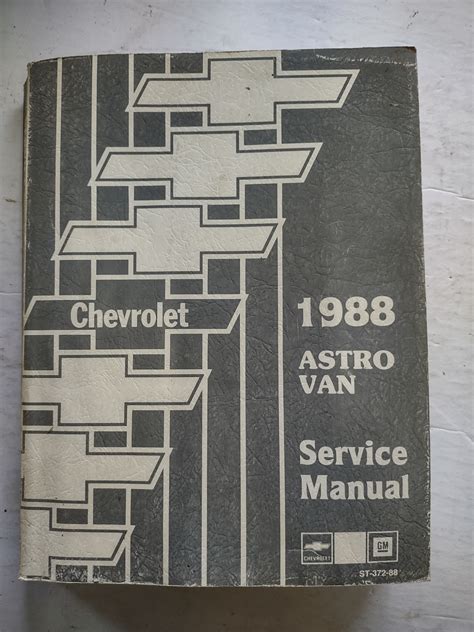 Chevrolet
1988
ASTRO
VAN
Service
Manual
CHEVROLET
GM
ST-372-88